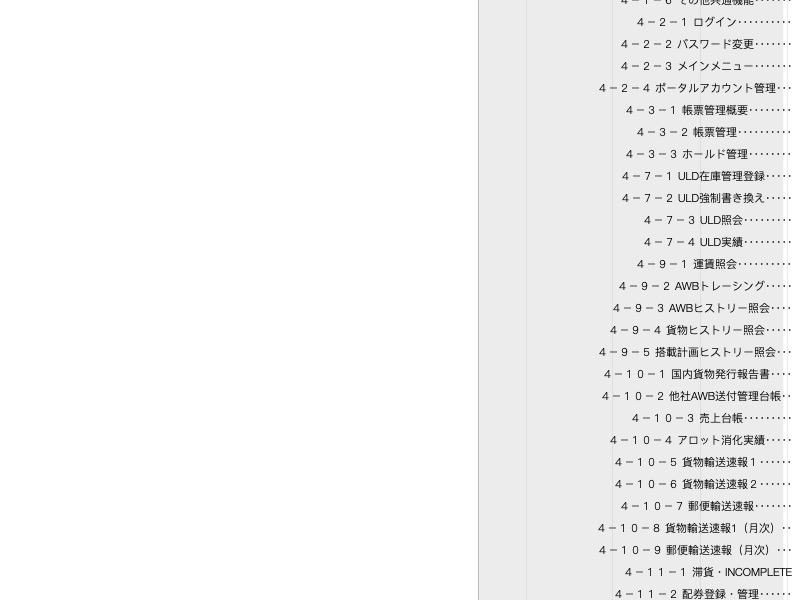 ４－１－６ その他共通機能･･････
４－２－１ ログイン･･････････
４－２－２ パスワード変更･･･････
４－２－３ メインメニュー･･･････
４－２－４ ポータルアカウント管理･･･
４－３－１ 帳票管理概要････････
４－３－２ 帳票管理･･････････
４－３－３ ホールド管理････････
４－７－１ ULD在庫管理登録･････
４－７－２ ULD強制書き換え･････
４－７－３ ULD照会･････････
４－７－４ ULD実績･････････
４－９－１ 運賃照会･･････････
４－９－２ AWBトレーシング･････
４－９－３ AWBヒストリー照会････
４－９－４ 貨物ヒストリー照会･････
４－９－５ 搭載計画ヒストリー照会･･･
４－１０－１ 国内貨物発行報告書････
４－１０－２ 他社AWB送付管理台帳･･
４－１０－３ 売上台帳･････････
４－１０－４ アロット消化実績･････
４－１０－５ 貨物輸送速報１･･････
４－１０－６ 貨物輸送速報２･･････
４－１０－７ 郵便輸送速報･･･････
４－１０－８ 貨物輸送速報1（月次）･･
４－１０－９ 郵便輸送速報（月次）･･･
４－１１－１ 滞貨・INCOMPLETE
４－１１－２ 配券登録・管理･･････